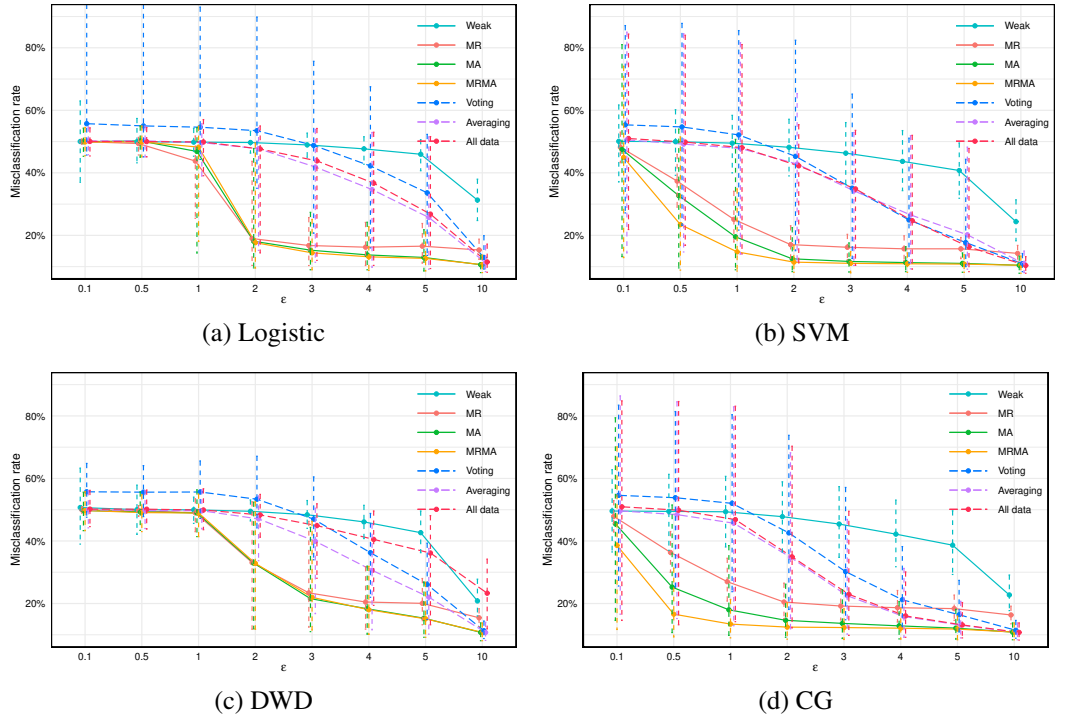 Misclassification rate
80%
60%
40%
20%
0.1 0.5 1 2 3 4 5 10
ε
Weak
MR
MA
MRMA
Voting
Averaging
All data
(a) Logistic
Misclassification rate
80%
60%
40%
20%
0.1 0.5 1 2 3 4 5 10
ε
Weak
MR
MA
MRMA
Voting
Averaging
All data
(b) SVM
Misclassification rate
80%
60%
40%
20%
0.1 0.5 1 2 3 4 5 10
ε
Weak
MR
MA
MRMA
Voting
Averaging
All data
(c) DWD
Misclassification rate
80%
60%
40%
20%
0.1 0.5 1 2 3 4 5 10
ε
Weak
MR
MA
MRMA
Voting
Averaging
All data
(d) CG